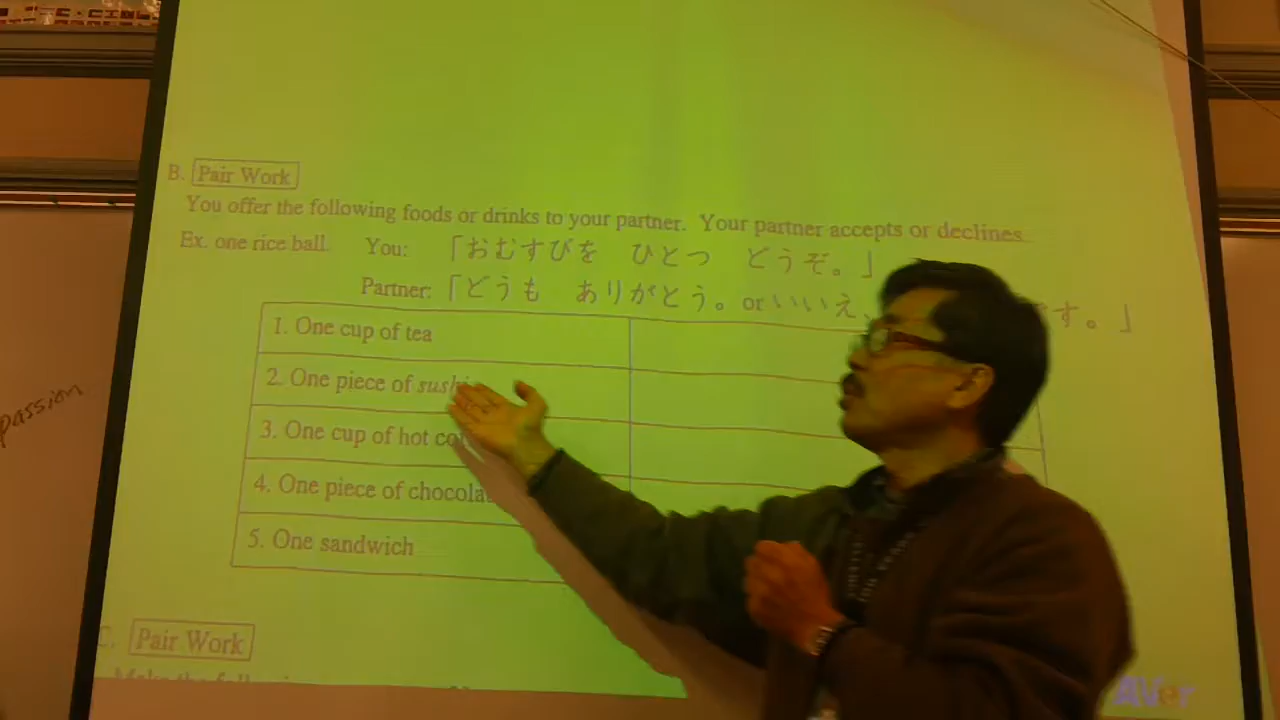 B. Pair Work
You offer the following foods or drinks to your partner. Your partner accepts or declines.
Ex. one rice ball. You: 「おむすびを ひとつ どうぞ。」
Partner: 「どうも ありがとう。or いいえ、 す。」
1. One cup of tea
2. One piece of sushi
3. One cup of hot
4. One piece of
5. One sandwich
C. Pair Work
passion
AVer